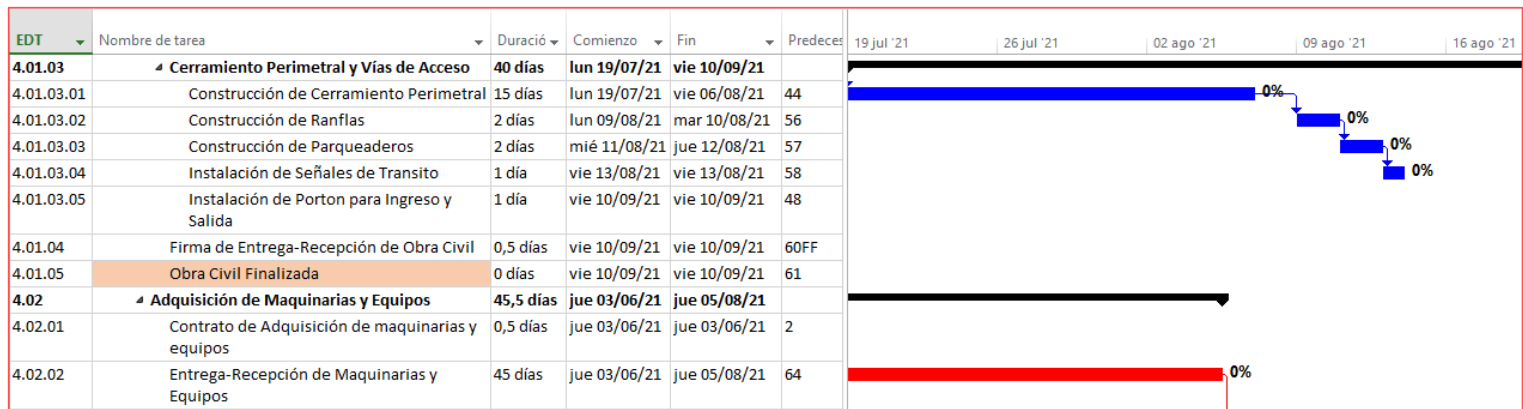 EDT Nombre de tarea Duració Comienzo Fin Predeces 19 jul '21 26 jul '21 02 ago '21 09 ago '21 16 ago '21
4.01.03 Cerramiento Perimetral y Vías de Acceso 40 días lun 19/07/21 vie 10/09/21
4.01.03.01 Construcción de Cerramiento Perimetral 15 días lun 19/07/21 vie 06/08/21 44 0%
4.01.03.02 Construcción de Ranflas 2 días lun 09/08/21 mar 10/08/21 56 0%
4.01.03.03 Construcción de Parqueaderos 2 días mié 11/08/21 jue 12/08/21 57 0%
4.01.03.04 Instalación de Señales de Transito 1 día vie 13/08/21 vie 13/08/21 58 0%
4.01.03.05 Instalación de Porton para Ingreso y 1 día vie 10/09/21 vie 10/09/21 48
Salida
4.01.04 Firma de Entrega-Recepción de Obra Civil 0,5 días vie 10/09/21 vie 10/09/21 60FF
4.01.05 Obra Civil Finalizada 0 días vie 10/09/21 vie 10/09/21 61
4.02 Adquisición de Maquinarias y Equipos 45,5 días jue 03/06/21 jue 05/08/21
4.02.01 Contrato de Adquisición de maquinarias y 0,5 días jue 03/06/21 jue 03/06/21 2
equipos
4.02.02 Entrega-Recepción de Maquinarias y 45 días jue 03/06/21 jue 05/08/21 64 0%
Equipos